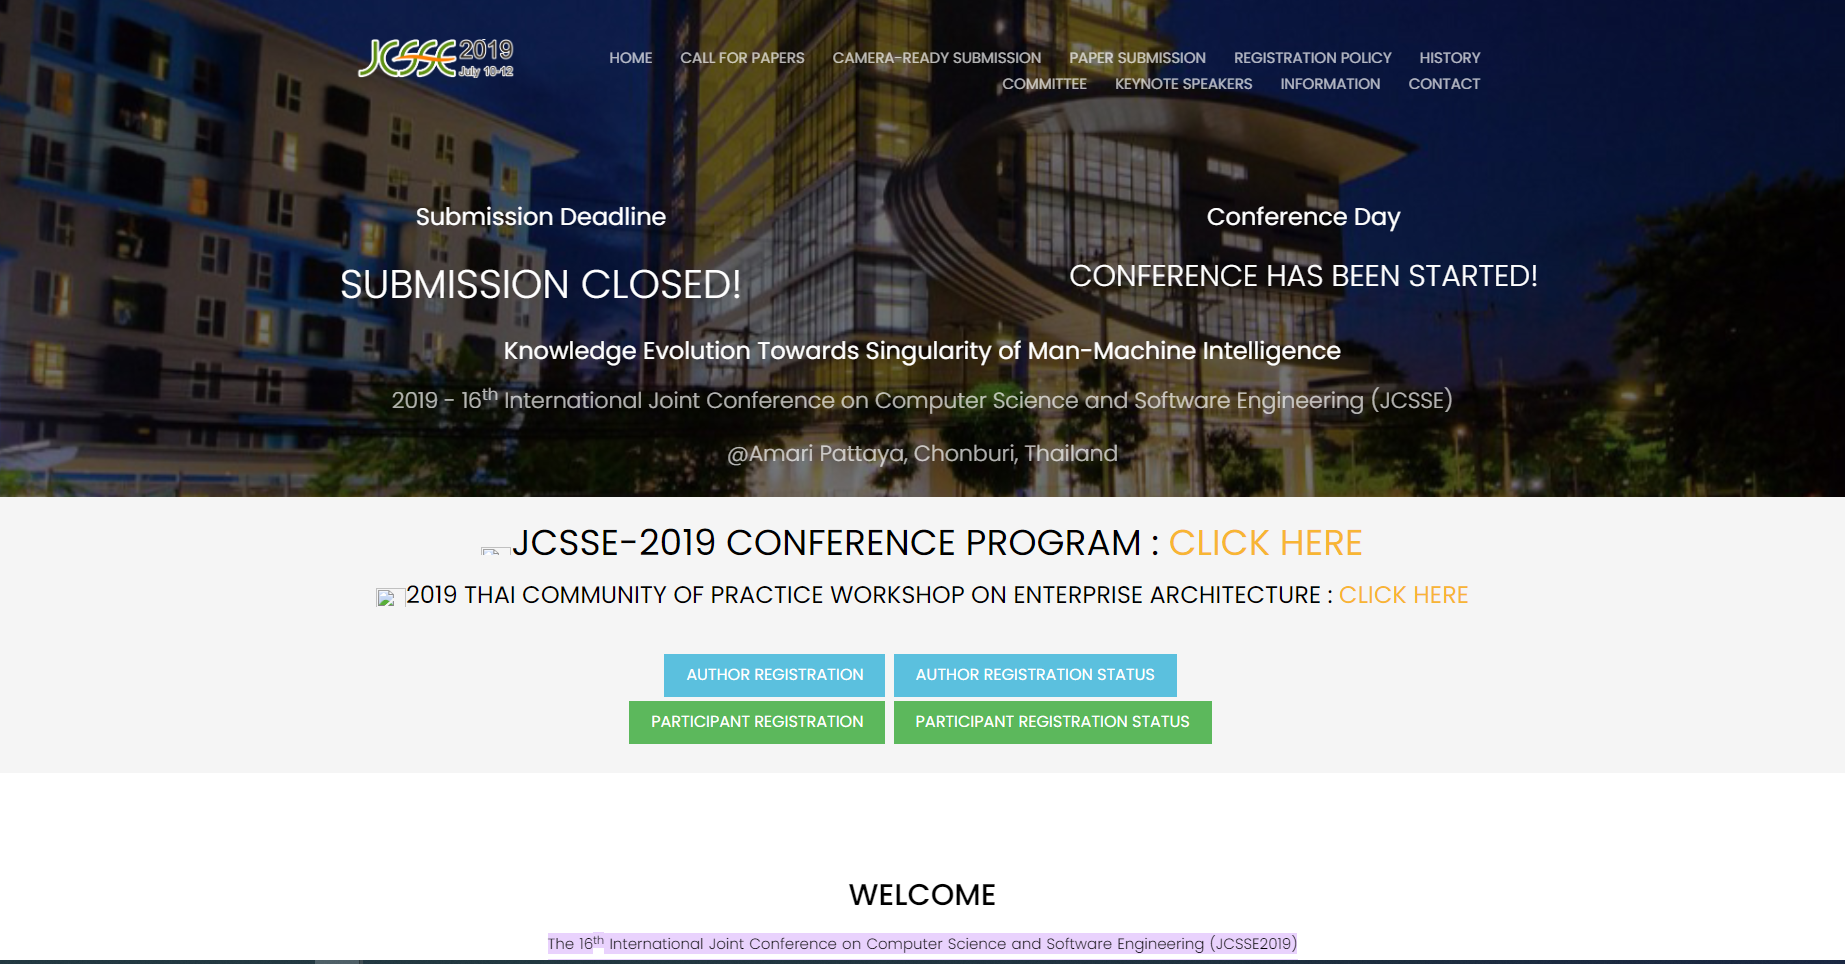 JCSSE 2019
July 10-12
HOME CALL FOR PAPERS CAMERA-READY SUBMISSION PAPER SUBMISSION REGISTRATION POLICY HISTORY
COMMITTEE KEYNOTE SPEAKERS INFORMATION CONTACT
Submission Deadline
SUBMISSION CLOSED!
Conference Day
CONFERENCE HAS BEEN STARTED!
Knowledge Evolution Towards Singularity of Man-Machine Intelligence
2019 - 16th International Joint Conference on Computer Science and Software Engineering (JCSSE)
@Amari Pattaya, Chonburi, Thailand
JCSSE-2019 CONFERENCE PROGRAM : CLICK HERE
2019 THAI COMMUNITY OF PRACTICE WORKSHOP ON ENTERPRISE ARCHITECTURE : CLICK HERE
AUTHOR REGISTRATION AUTHOR REGISTRATION STATUS
PARTICIPANT REGISTRATION PARTICIPANT REGISTRATION STATUS
WELCOME
The 16th International Joint Conference on Computer Science and Software Engineering (JCSSE2019)